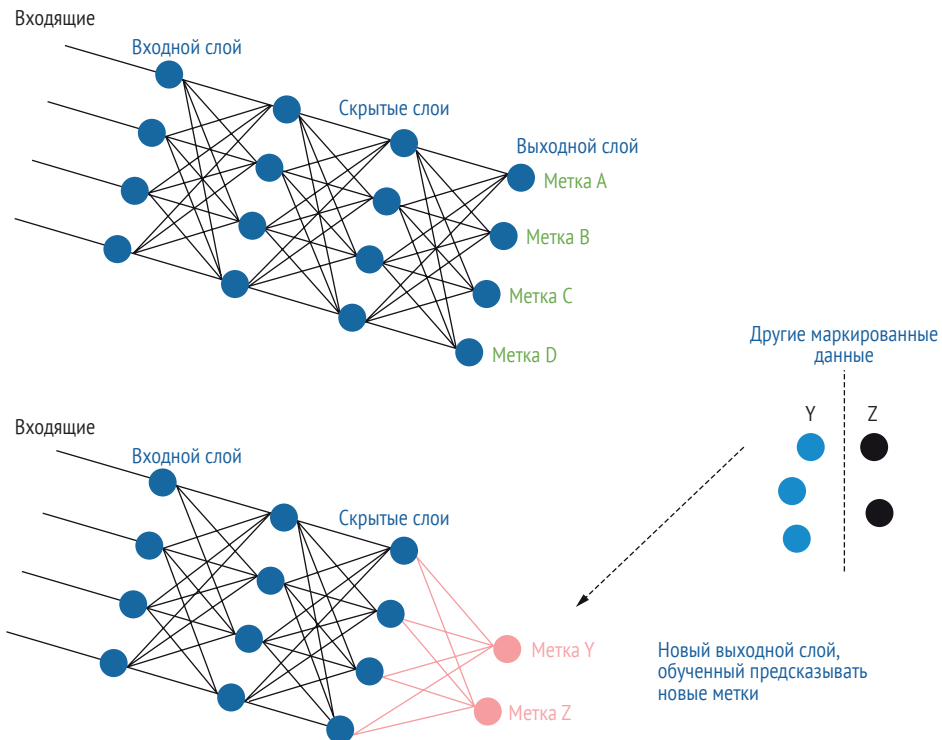 Входящие
Входной слой
Скрытые слои
Выходной слой
Метка A
Метка B
Метка C
Метка D
Другие маркированные
данные
Y
Z
Входящие
Входной слой
Скрытые слои
Метка Y
Метка Z
Новый выходной слой,
обученный предсказывать
новые метки